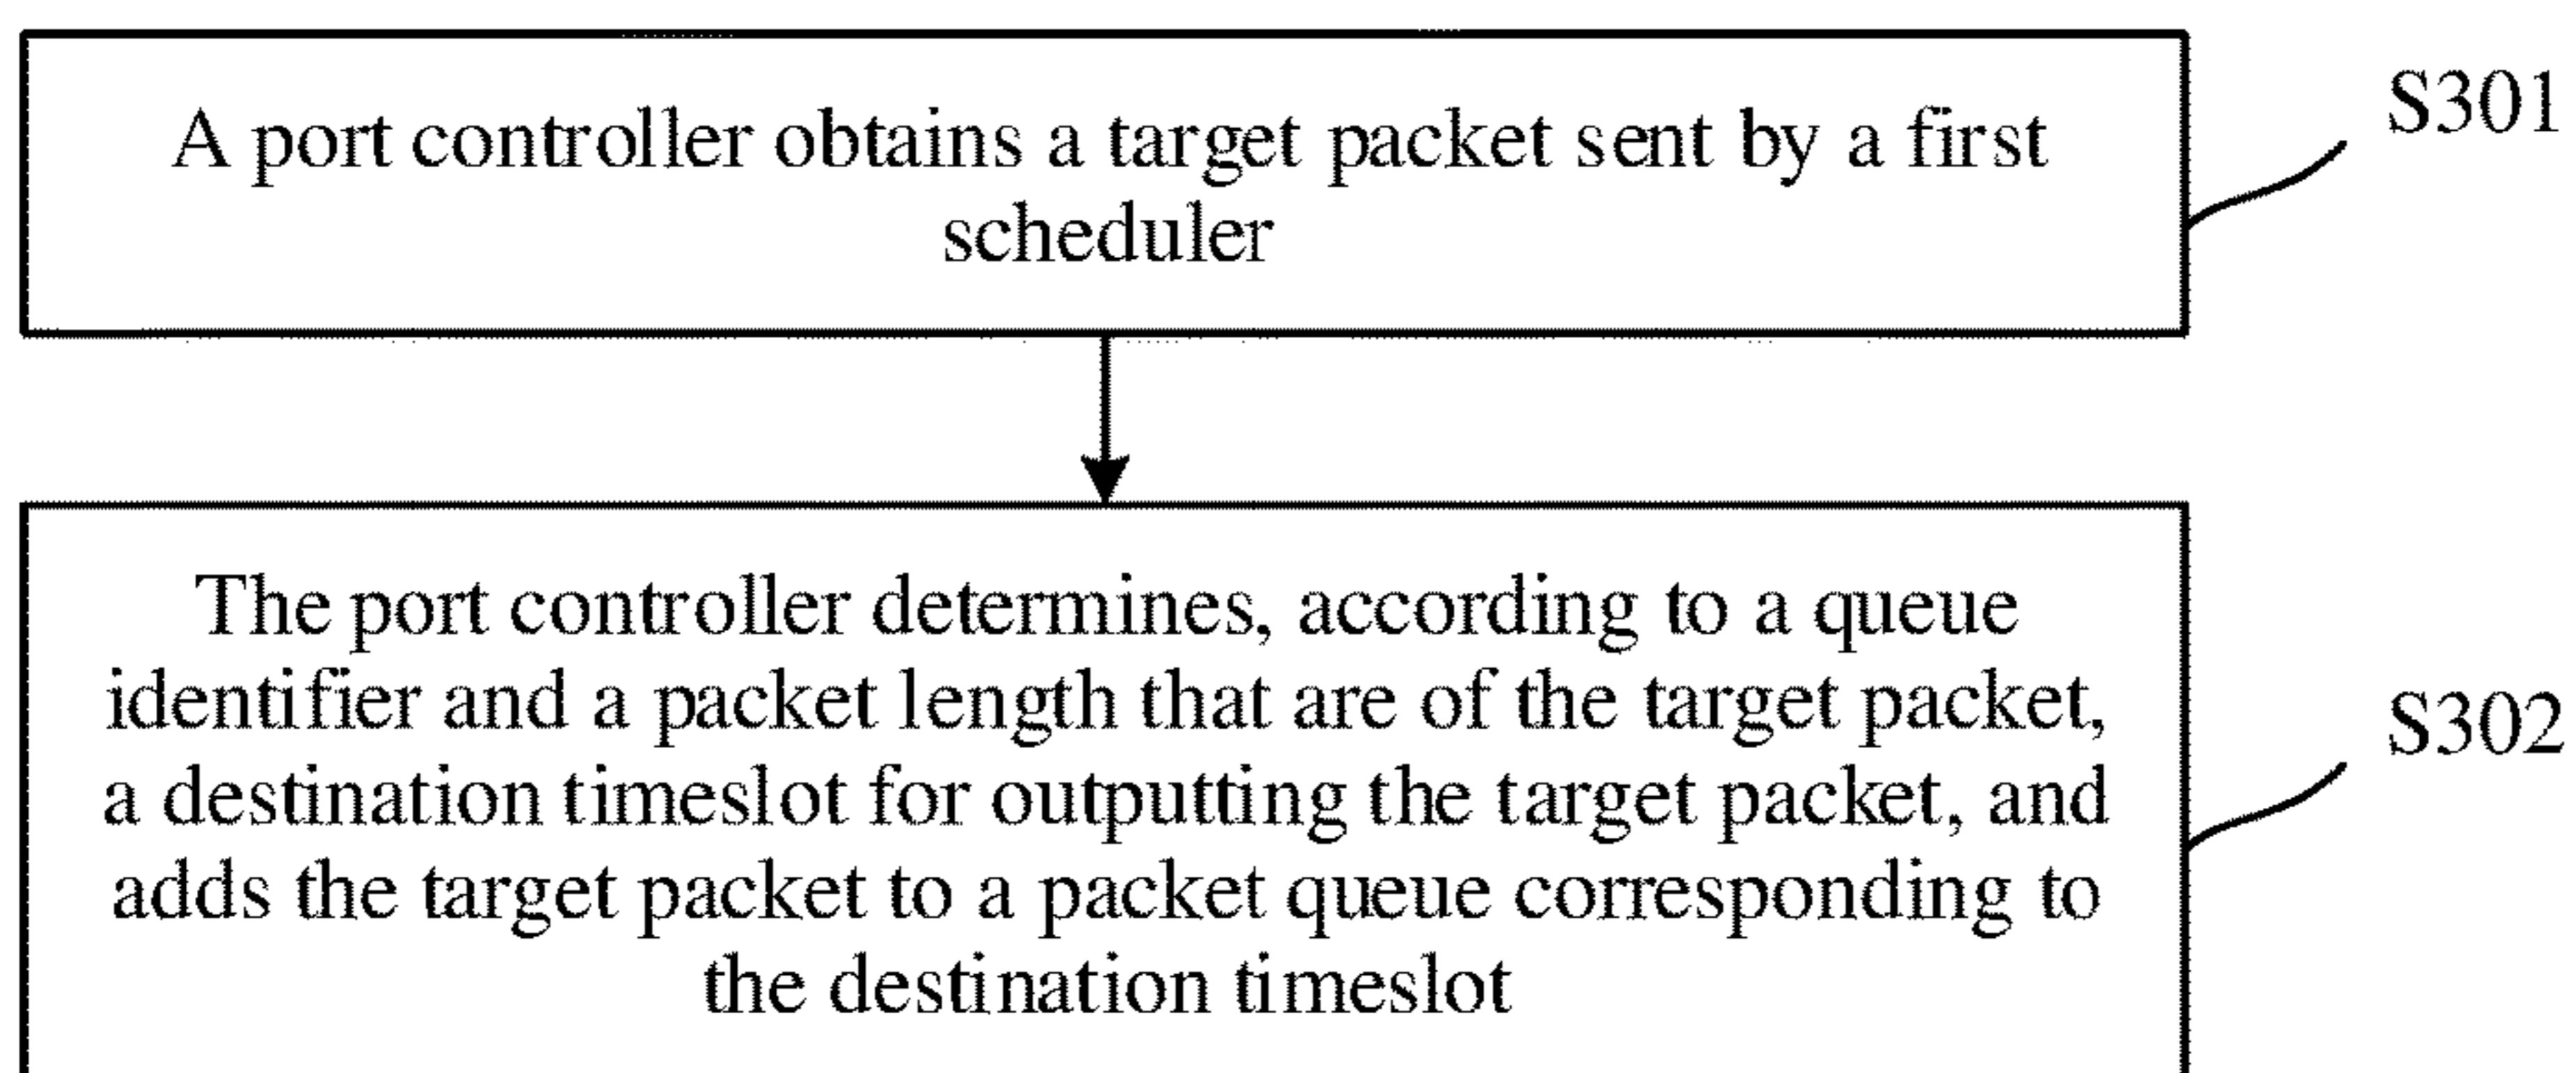 A port controller obtains a target packet sent by a first
scheduler
S301
The port controller determines, according to a queue
identifier and a packet length that are of the target packet,
a destination timeslot for outputting the target packet, and
adds the target packet to a packet queue corresponding to
the destination timeslot
S302